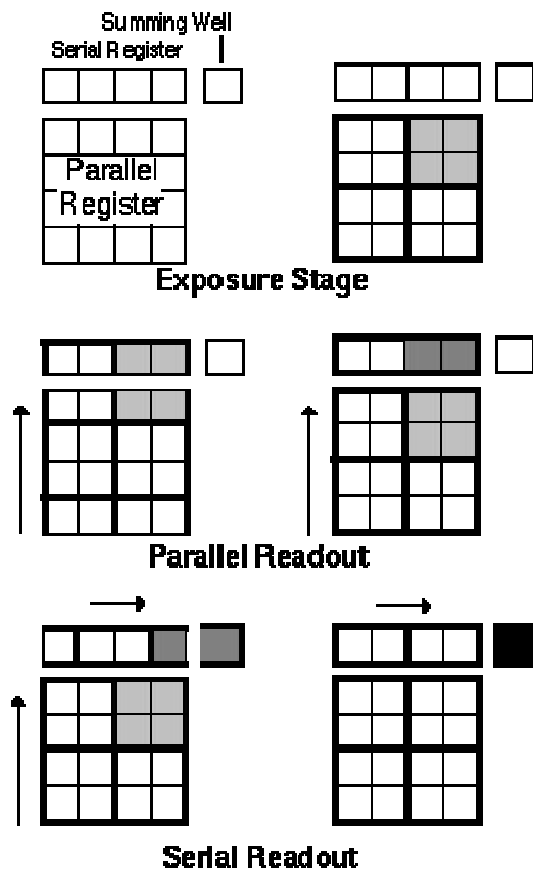 Summing Well
Serial Register
Parallel
Register
Exposure Stage
Parallel Readout
Serial Readout